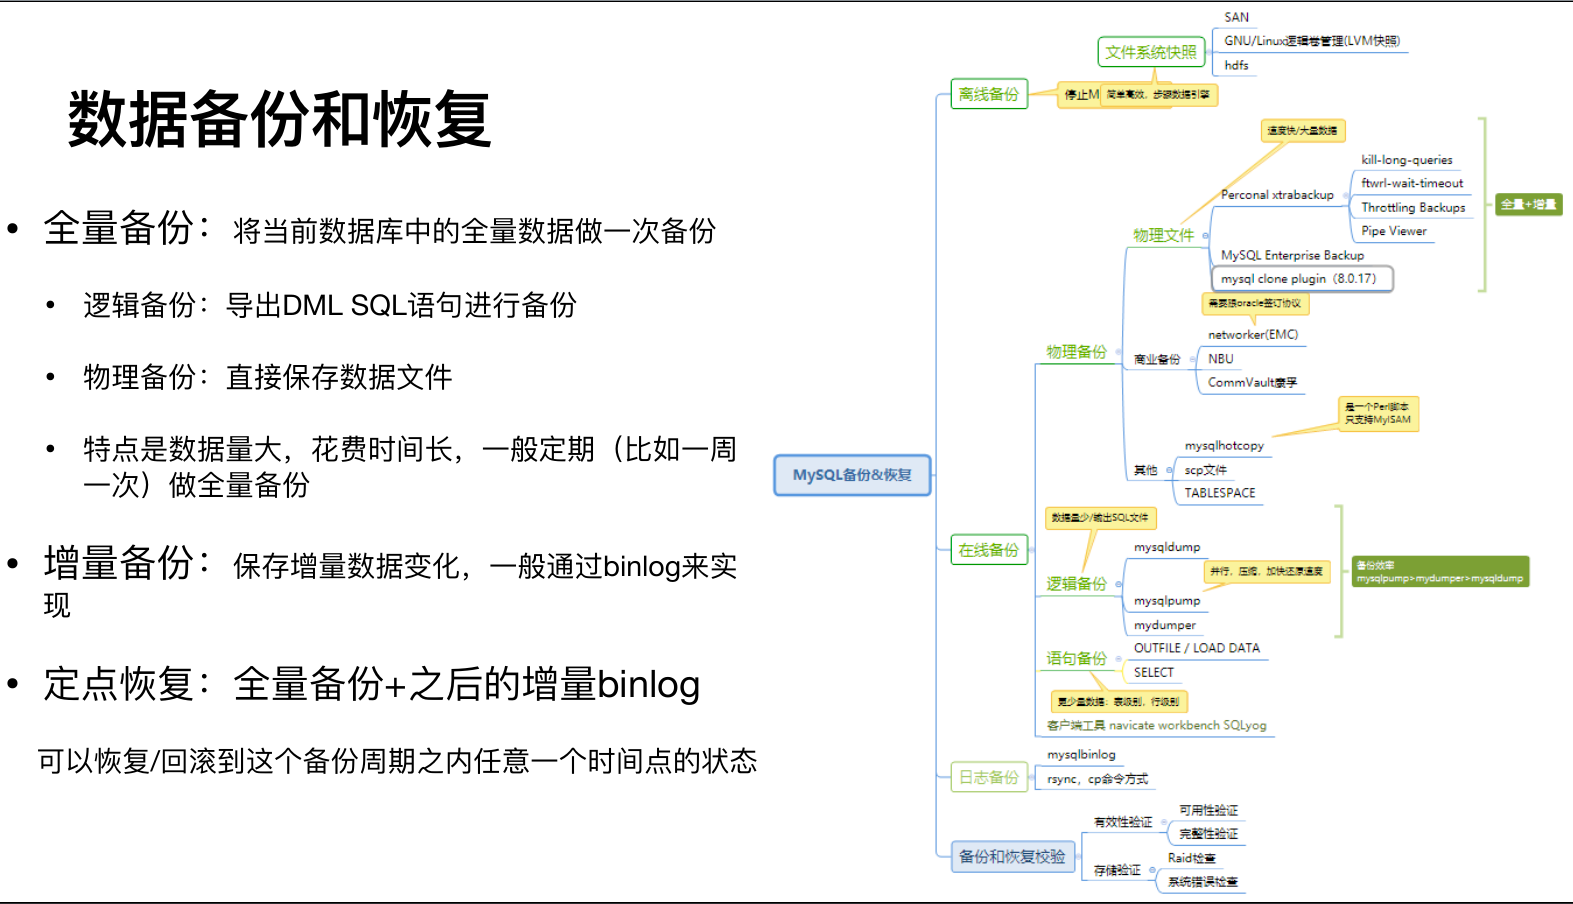 数据备份和恢复
• 全量备份：将当前数据库中的全量数据做一次备份
• 逻辑备份：导出DML SQL语句进行备份
• 物理备份：直接保存数据文件
• 特点是数据量大，花费时间长，一般定期（比如一周
一次）做全量备份
• 增量备份：保存增量数据变化，一般通过binlog来实
现
• 定点恢复：全量备份+之后的增量binlog
可以恢复/回滚到这个备份周期之内任意一个时间点的状态
MySQL备份&恢复
离线备份
停止M
文件系统快照
简单高效，步骤数据引擎
SAN
GNU/Linux逻辑卷管理(LVM快照)
hdfs
在线备份
物理备份
物理文件
速度快/大量数据
Perconal xtrabackup
kill-long-queries
ftwrl-wait-timeout
Throttling Backups
Pipe Viewer
MySQL Enterprise Backup
mysql clone plugin（8.0.17）
全量+增量
商业备份
需要跟oracle签订协议
networker(EMC)
NBU
CommVault康孚
其他
是一个Perl脚本
只支持MyISAM
mysqlhotcopy
scp文件
TABLESPACE
逻辑备份
数据量少/输出SQL文件
mysqldump
并行，压缩，加快还原速度
mysqlpump
mydumper
备份效率
mysqlpump>mydumper>mysqldump
语句备份
OUTFILE / LOAD DATA
SELECT
更少量数据：表级别，行级别
客户端工具 navicate workbench SQLyog
日志备份
mysqlbinlog
rsync，cp命令方式
备份和恢复校验
有效性验证
可用性验证
完整性验证
存储验证
Raid检查
系统错误检查